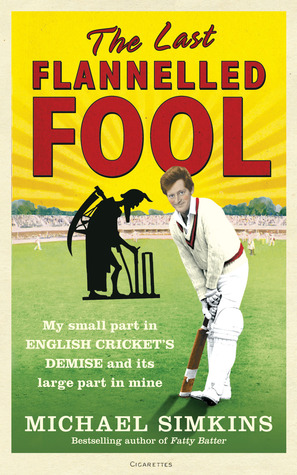 The Last
FLANNELLED
FOOL
My small part in
ENGLISH CRICKET'S
DEMISE and its
large part in mine
MICHAEL SIMKINS
Bestselling author of Fatty Batter
CIGARETTES